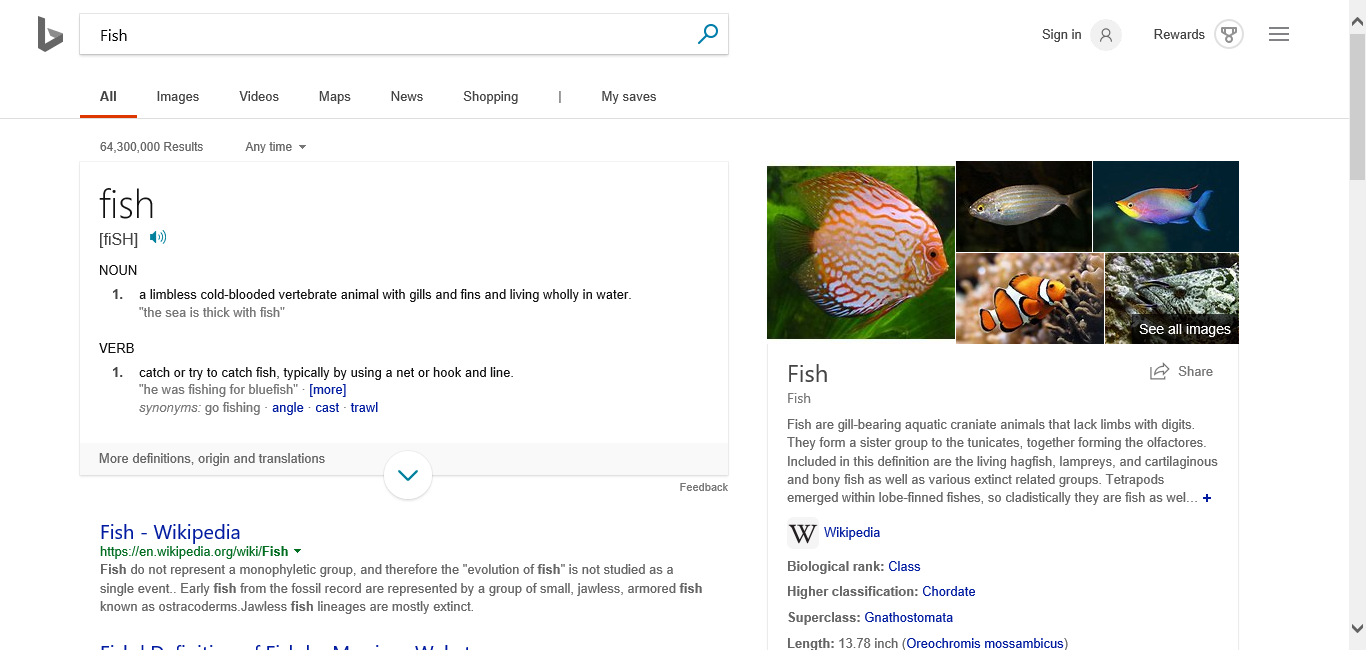 Fish
Sign in
Rewards
All
Images
Videos
Maps
News
Shopping
|
My saves
64,300,000 Results
Any time
fish
[fiSH]
NOUN
1. a limbless cold-blooded vertebrate animal with gills and fins and living wholly in water.
"the sea is thick with fish"
VERB
1. catch or try to catch fish, typically by using a net or hook and line.
"he was fishing for bluefish" · [more]
synonyms: go fishing · angle · cast · trawl
More definitions, origin and translations
Feedback
Fish - Wikipedia
https://en.wikipedia.org/wiki/Fish
Fish do not represent a monophyletic group, and therefore the "evolution of fish" is not studied as a
single event.. Early fish from the fossil record are represented by a group of small, jawless, armored fish
known as ostracoderms.Jawless fish lineages are mostly extinct.
See all images
Fish
Share
Fish
Fish are gill-bearing aquatic craniate animals that lack limbs with digits.
They form a sister group to the tunicates, together forming the olfactores.
Included in this definition are the living hagfish, lampreys, and cartilaginous
and bony fish as well as various extinct related groups. Tetrapods
emerged within lobe-finned fishes, so cladistically they are fish as wel... +
W Wikipedia
Biological rank: Class
Higher classification: Chordate
Superclass: Gnathostomata
Length: 13.78 inch (Oreochromis mossambicus)